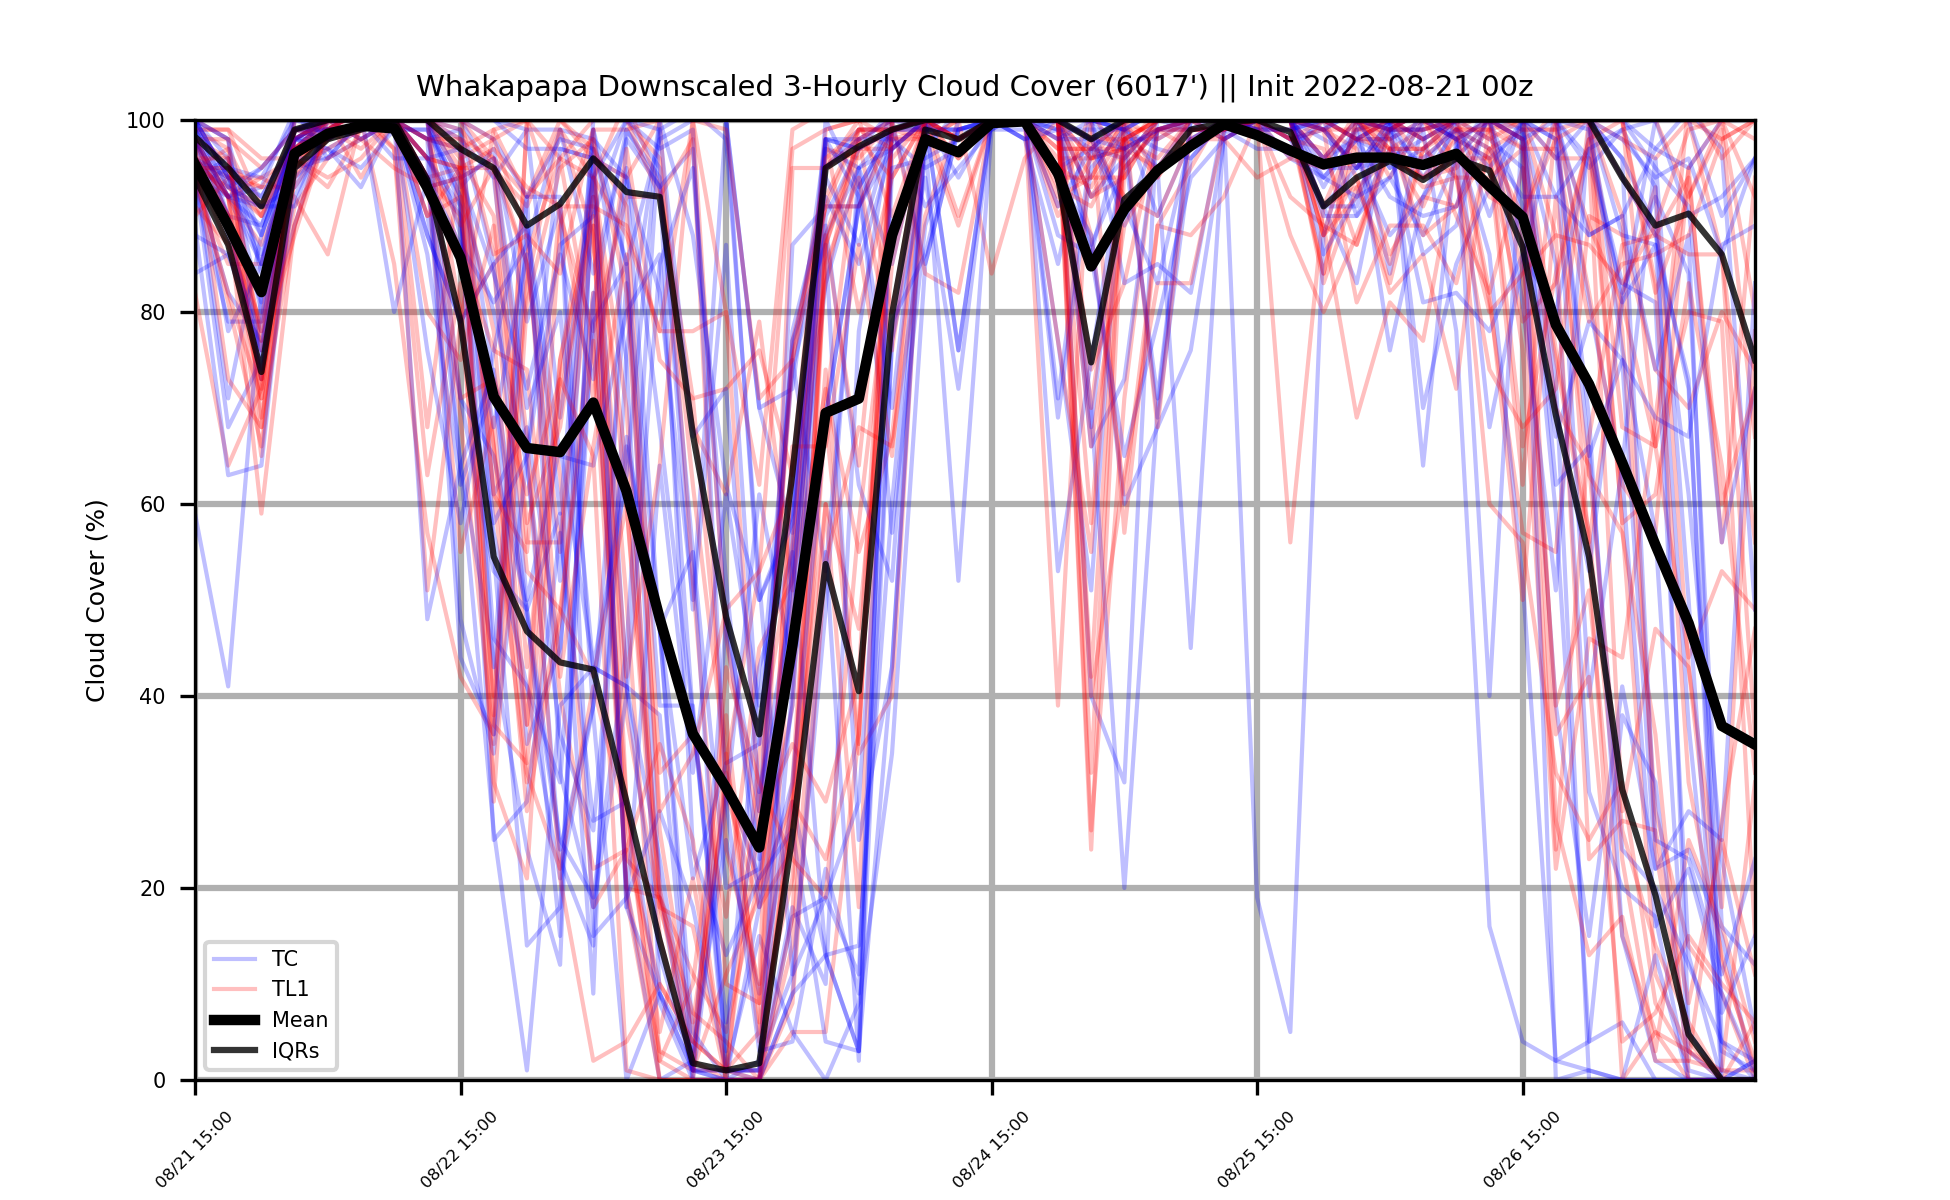 Whakapapa Downscaled 3-Hourly Cloud Cover (6017') || Init 2022-08-21 00z
Cloud Cover (%)
100
80
60
40
20
0
TC
TL1
Mean
IQRs
08/21 15:00
08/22 15:00
08/23 15:00
08/24 15:00
08/25 15:00
08/26 15:00